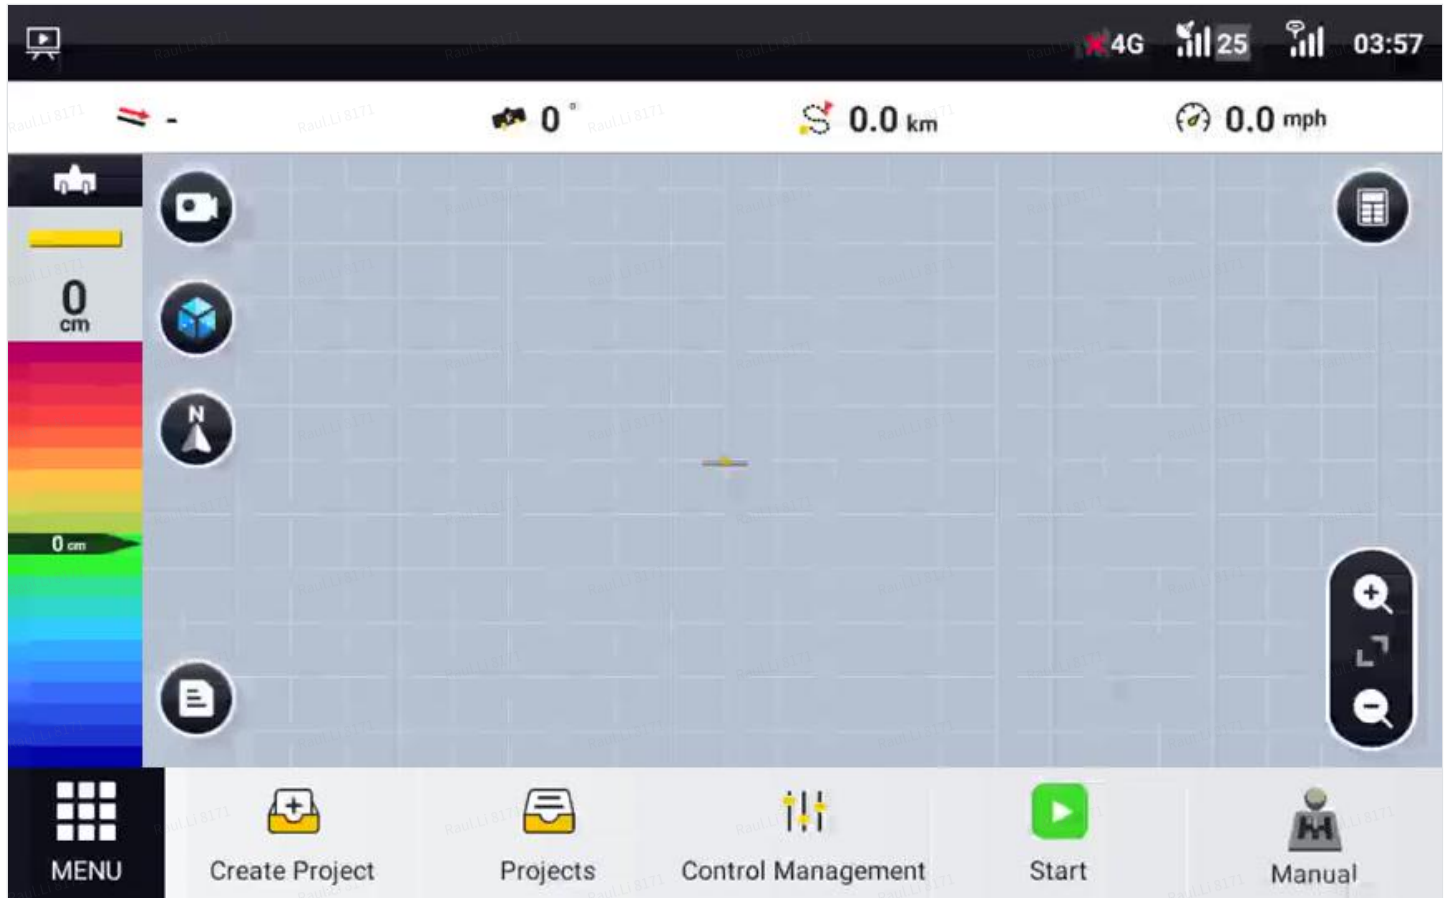 4G 25 03:57
- 0° 0.0 km 0.0 mph
0
cm
N
0 cm
MENU Create Project Projects Control Management Start Manual
RauLLi8171